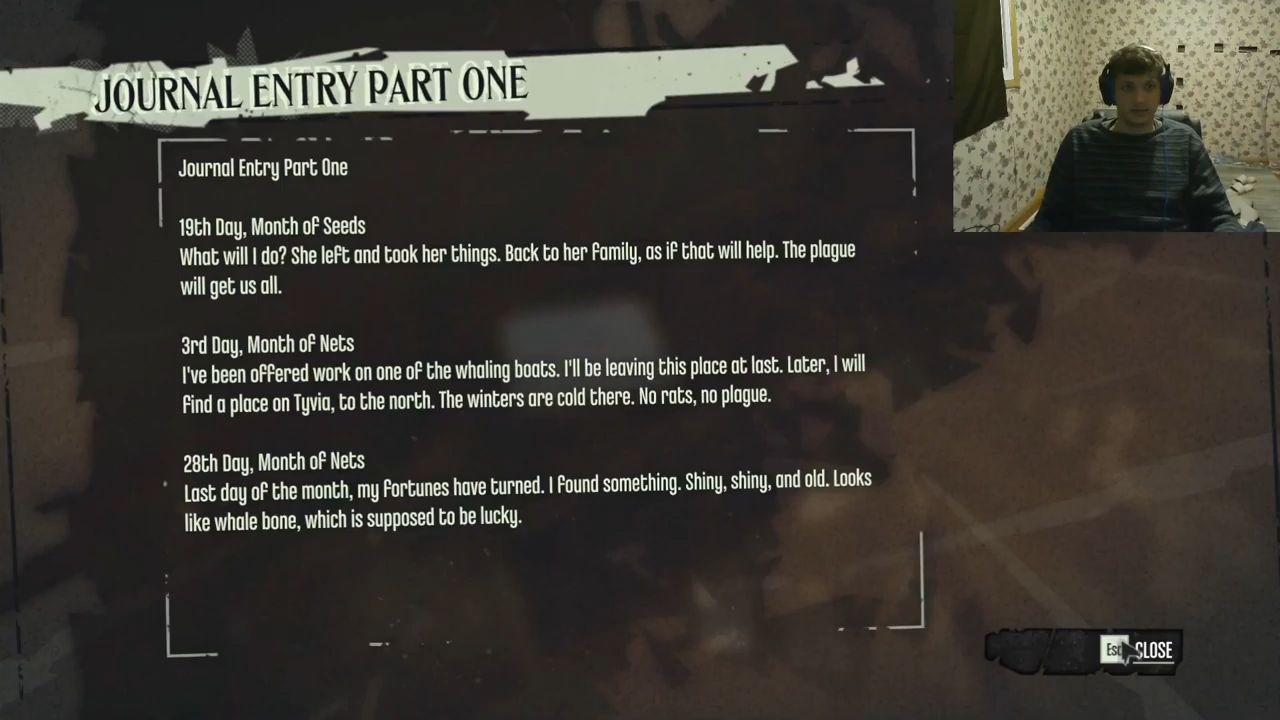 JOURNAL ENTRY PART ONE
Journal Entry Part One
19th Day, Month of Seeds
What will I do? She left and took her things. Back to her family, as if that will help. The plague
will get us all.
3rd Day, Month of Nets
I've been offered work on one of the whaling boats. I'll be leaving this place at last. Later, I will
find a place on Tyvia, to the north. The winters are cold there. No rats, no plague.
28th Day, Month of Nets
Last day of the month, my fortunes have turned. I found something. Shiny, shiny, and old. Looks
like whale bone, which is supposed to be lucky.
Esc CLOSE